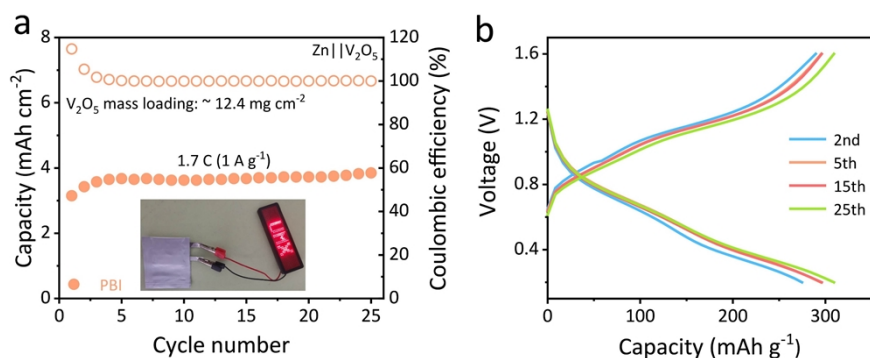 a
Zn||V₂O₅
V₂O₅ mass loading: ~ 12.4 mg cm⁻²
1.7 C (1 A g⁻¹)
UMX
PBI
Capacity (mAh cm⁻²)
8
6
4
2
0
Coulombic efficiency (%)
120
100
80
60
40
20
0
0 5 10 15 20 25
Cycle number
b
Voltage (V)
1.6
1.2
0.8
0.4
2nd
5th
15th
25th
0 100 200 300
Capacity (mAh g⁻¹)